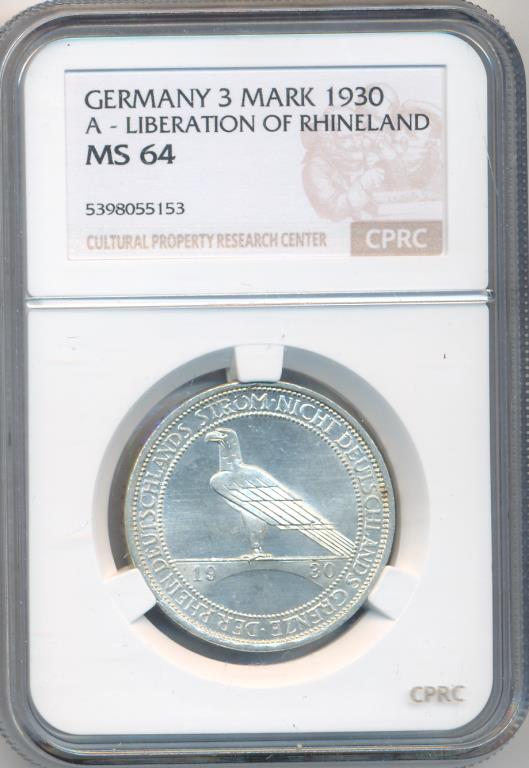 GERMANY 3 MARK 1930
A - LIBERATION OF RHINELAND
MS 64
5398055153
CULTURAL PROPERTY RESEARCH CENTER CPRC
DER RHEIN DEUTSCHLANDS STROM · NICHT DEUTSCHLANDS GRENZE ·
19 30
CPRC